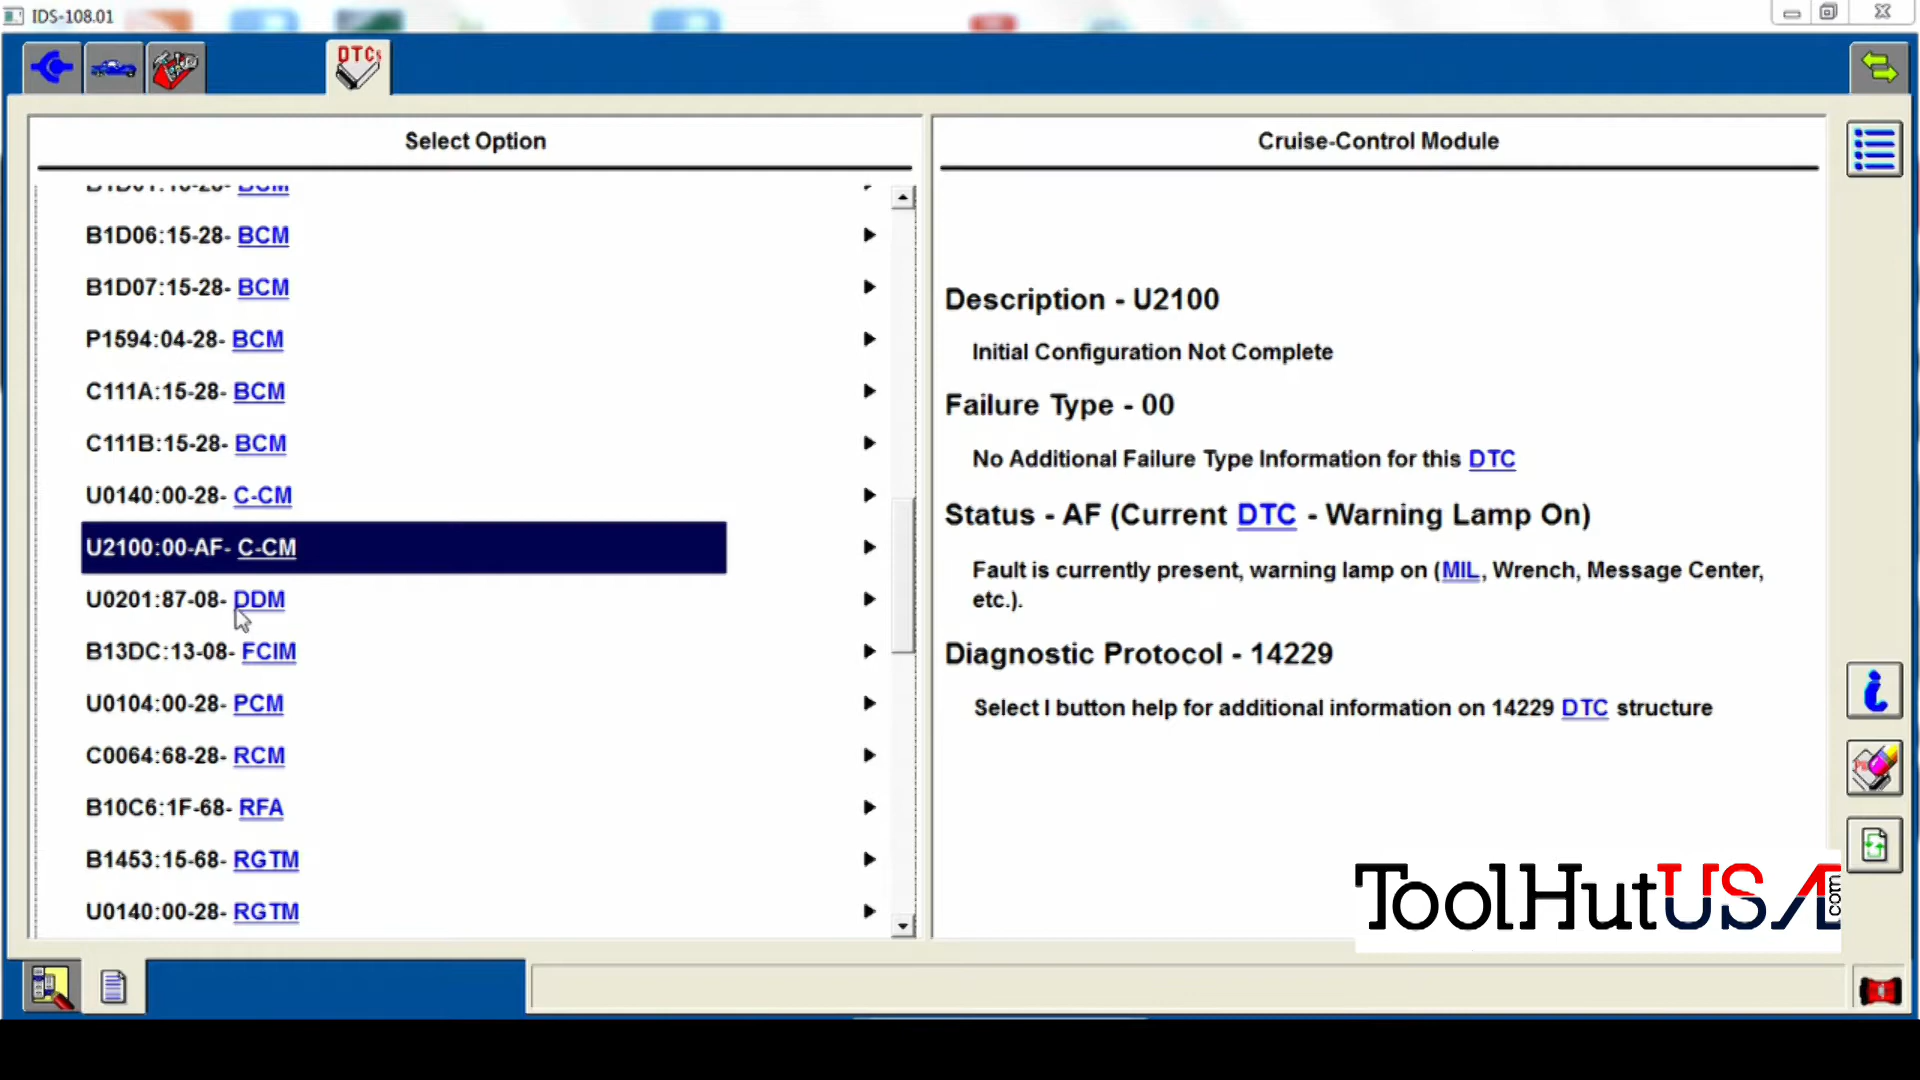 IDS-108.01
DTCs
Select Option
Cruise-Control Module
B1D06:15-28- BCM
B1D07:15-28- BCM
P1594:04-28- BCM
C111A:15-28- BCM
C111B:15-28- BCM
U0140:00-28- C-CM
U2100:00-AF- C-CM
U0201:87-08- DDM
B13DC:13-08- FCIM
U0104:00-28- PCM
C0064:68-28- RCM
B10C6:1F-68- RFA
B1453:15-68- RGTM
U0140:00-28- RGTM
Description - U2100
Initial Configuration Not Complete
Failure Type - 00
No Additional Failure Type Information for this DTC
Status - AF (Current DTC - Warning Lamp On)
Fault is currently present, warning lamp on (MIL, Wrench, Message Center,
etc.).
Diagnostic Protocol - 14229
Select I button help for additional information on 14229 DTC structure
ToolHutUSA.com